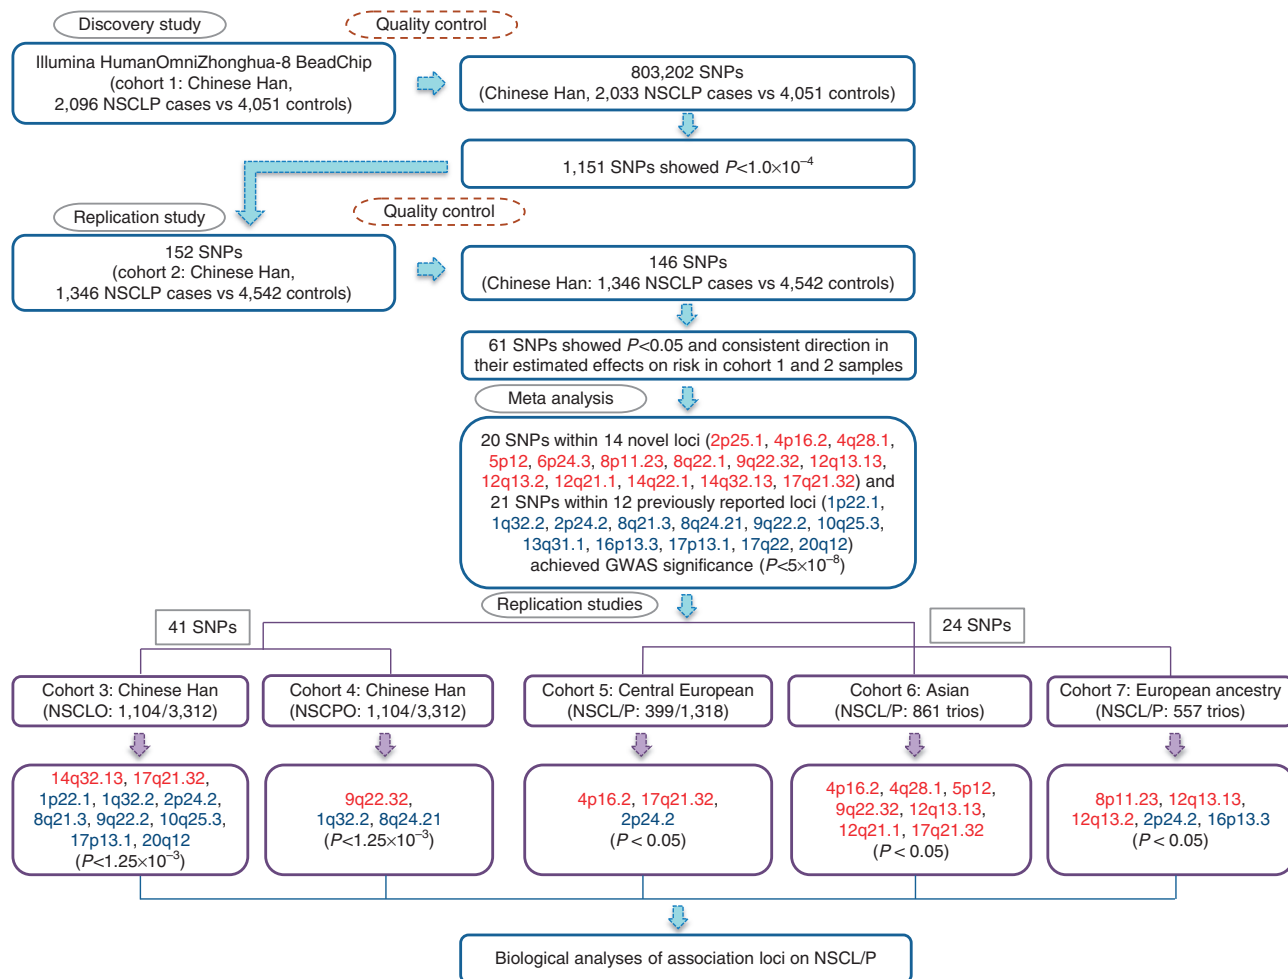 Discovery study
Quality control
Illumina HumanOmniZhonghua-8 BeadChip
(cohort 1: Chinese Han,
2,096 NSCLP cases vs 4,051 controls)
803,202 SNPs
(Chinese Han, 2,033 NSCLP cases vs 4,051 controls)
1,151 SNPs showed P<1.0×10⁻⁴
Replication study
Quality control
152 SNPs
(cohort 2: Chinese Han,
1,346 NSCLP cases vs 4,542 controls)
146 SNPs
(Chinese Han: 1,346 NSCLP cases vs 4,542 controls)
61 SNPs showed P<0.05 and consistent direction in
their estimated effects on risk in cohort 1 and 2 samples
Meta analysis
20 SNPs within 14 novel loci (2p25.1, 4p16.2, 4q28.1,
5p12, 6p24.3, 8p11.23, 8q22.1, 9q22.32, 12q13.13,
12q13.2, 12q21.1, 14q22.1, 14q32.13, 17q21.32) and
21 SNPs within 12 previously reported loci (1p22.1,
1q32.2, 2p24.2, 8q21.3, 8q24.21, 9q22.2, 10q25.3,
13q31.1, 16p13.3, 17p13.1, 17q22, 20q12)
achieved GWAS significance (P<5×10⁻⁸)
Replication studies
41 SNPs
24 SNPs
Cohort 3: Chinese Han
(NSCLO: 1,104/3,312)
Cohort 4: Chinese Han
(NSCPO: 1,104/3,312)
Cohort 5: Central European
(NSCL/P: 399/1,318)
Cohort 6: Asian
(NSCL/P: 861 trios)
Cohort 7: European ancestry
(NSCL/P: 557 trios)
14q32.13, 17q21.32,
1p22.1, 1q32.2, 2p24.2,
8q21.3, 9q22.2, 10q25.3,
17p13.1, 20q12
(P<1.25×10⁻³)
9q22.32,
1q32.2, 8q24.21
(P<1.25×10⁻³)
4p16.2, 17q21.32,
2p24.2
(P < 0.05)
4p16.2, 4q28.1, 5p12,
9q22.32, 12q13.13,
12q21.1, 17q21.32
(P < 0.05)
8p11.23, 12q13.13,
12q13.2, 2p24.2, 16p13.3
(P < 0.05)
Biological analyses of association loci on NSCL/P